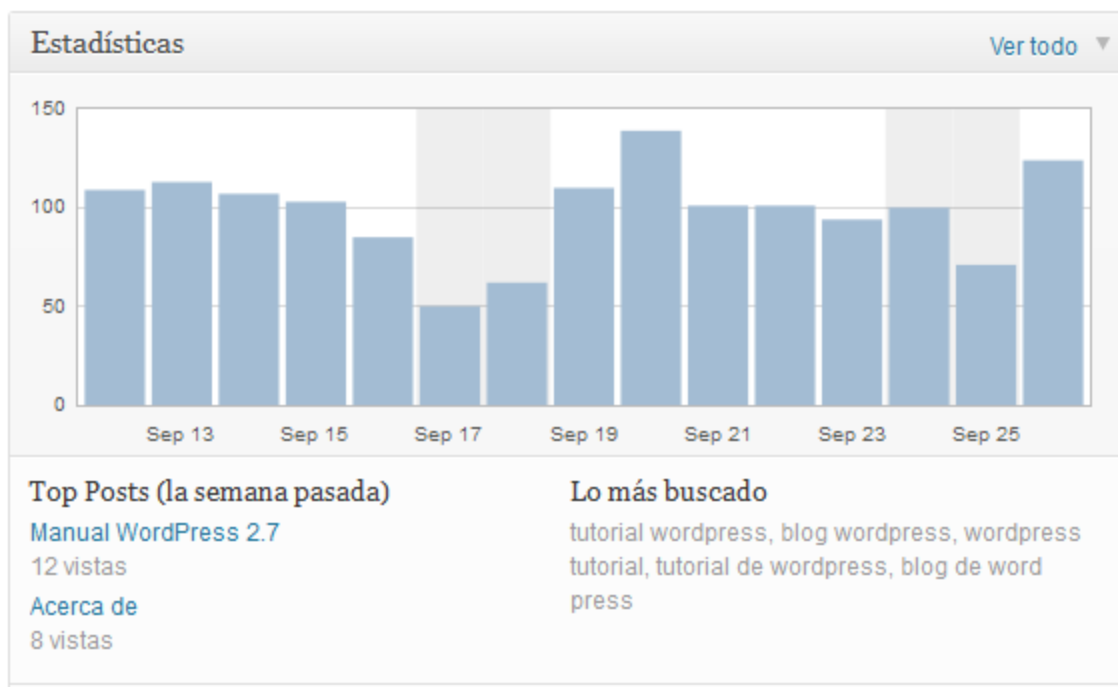 Estadísticas
Ver todo
150
100
50
0
Sep 13 Sep 15 Sep 17 Sep 19 Sep 21 Sep 23 Sep 25
Top Posts (la semana pasada)
Manual WordPress 2.7
12 vistas
Acerca de
8 vistas
Lo más buscado
tutorial wordpress, blog wordpress, wordpress
tutorial, tutorial de wordpress, blog de word
press